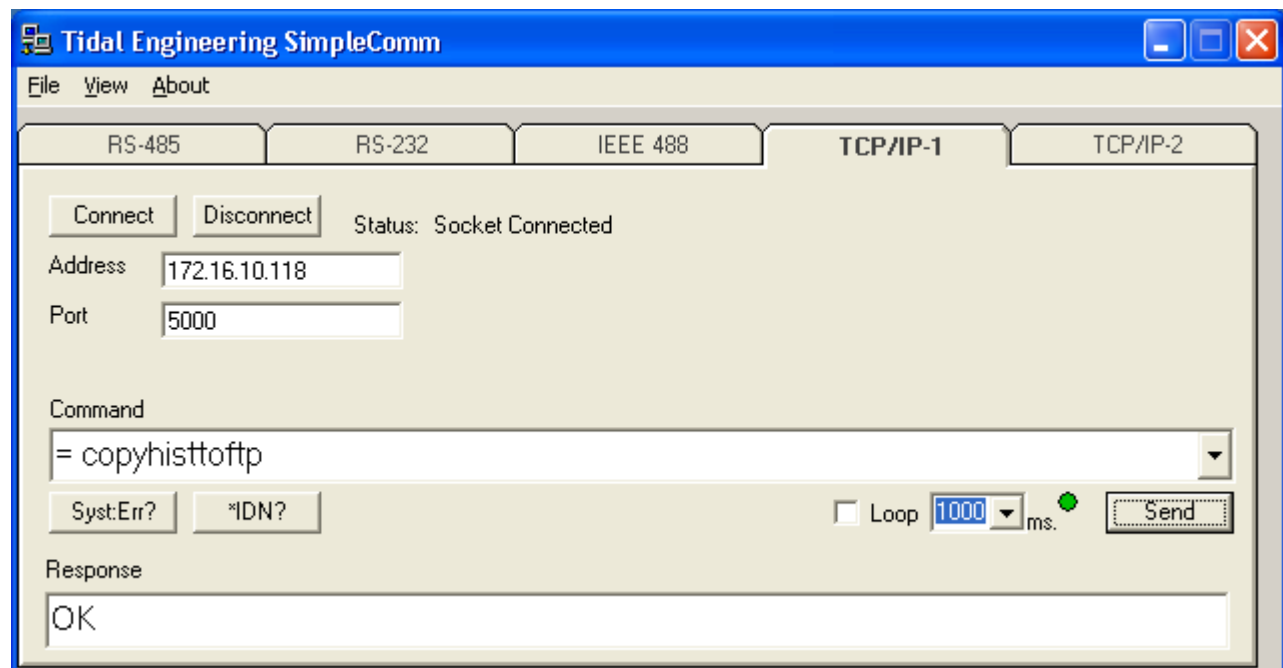 Tidal Engineering SimpleComm
File View About
RS-485 RS-232 IEEE 488 TCP/IP-1 TCP/IP-2
Connect Disconnect Status: Socket Connected
Address 172.16.10.118
Port 5000
Command
= copyhisttoftp
Syst:Err? *IDN? Loop 1000 ms. Send
Response
OK